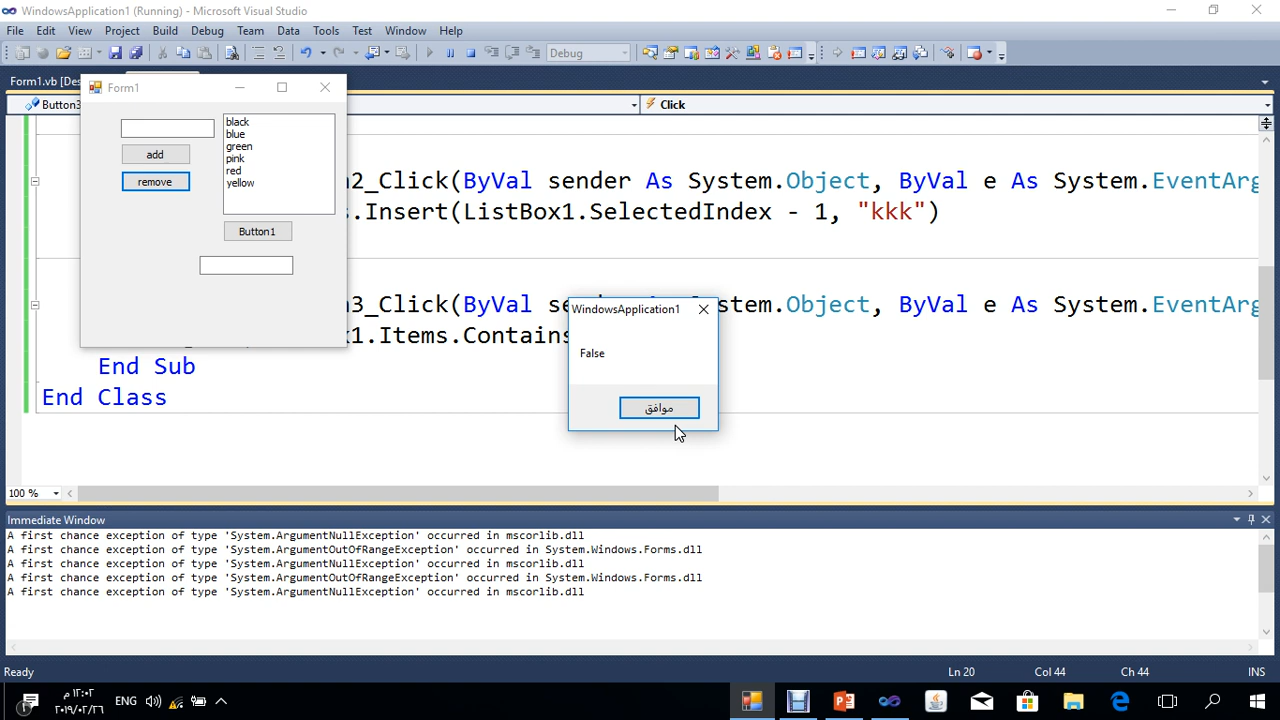 WindowsApplication1 (Running) - Microsoft Visual Studio
File Edit View Project Build Debug Team Data Tools Test Window Help
Debug
Form1.vb [Des
Form1
Button3
Click
black
blue
green
pink
red
yellow
add
remove
Button1
n2_Click(ByVal sender As System.Object, ByVal e As System.EventArg
s.Insert(ListBox1.SelectedIndex - 1, "kkk")
n3_Click(ByVal se As System.Object, ByVal e As System.EventArg
x1.Items.Contains
End Sub
End Class
WindowsApplication1
False
موافق
100 %
Immediate Window
A first chance exception of type 'System.ArgumentNullException' occurred in mscorlib.dll
A first chance exception of type 'System.ArgumentOutOfRangeException' occurred in System.Windows.Forms.dll
A first chance exception of type 'System.ArgumentNullException' occurred in mscorlib.dll
A first chance exception of type 'System.ArgumentOutOfRangeException' occurred in System.Windows.Forms.dll
A first chance exception of type 'System.ArgumentNullException' occurred in mscorlib.dll
Ready
Ln 20 Col 44 Ch 44 INS
١٢:٠٢ م
٢٠١٩/٠٢/٢٦
ENG